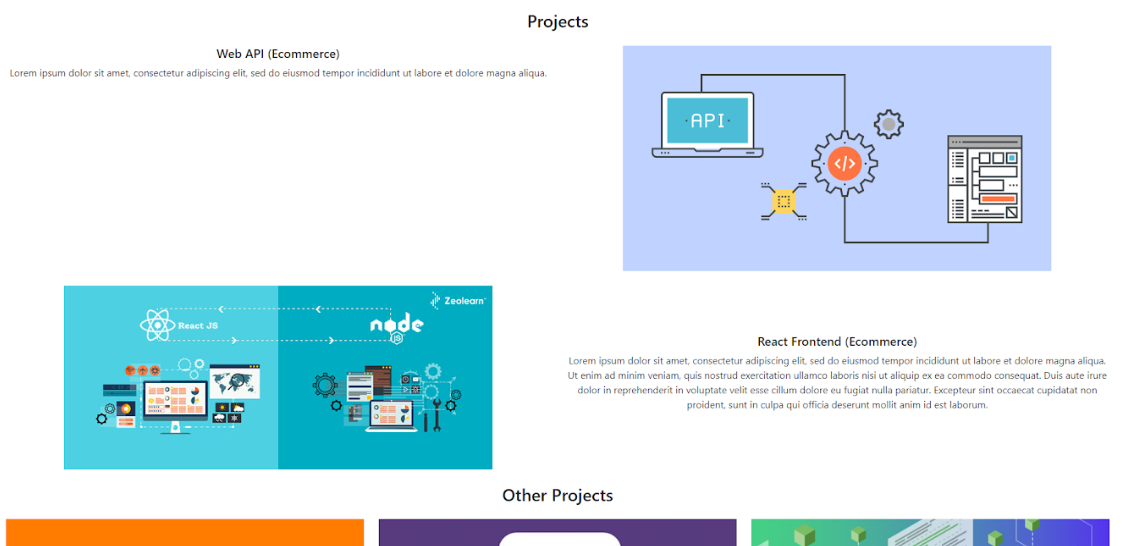 Projects
Web API (Ecommerce)
Lorem ipsum dolor sit amet, consectetur adipiscing elit, sed do eiusmod tempor incididunt ut labore et dolore magna aliqua.
API
</>
Zeolearn
React JS
node
JS
React Frontend (Ecommerce)
Lorem ipsum dolor sit amet, consectetur adipiscing elit, sed do eiusmod tempor incididunt ut labore et dolore magna aliqua.
Ut enim ad minim veniam, quis nostrud exercitation ullamco laboris nisi ut aliquip ex ea commodo consequat. Duis aute irure
dolor in reprehenderit in voluptate velit esse cillum dolore eu fugiat nulla pariatur. Excepteur sint occaecat cupidatat non
proident, sunt in culpa qui officia deserunt mollit anim id est laborum.
Other Projects